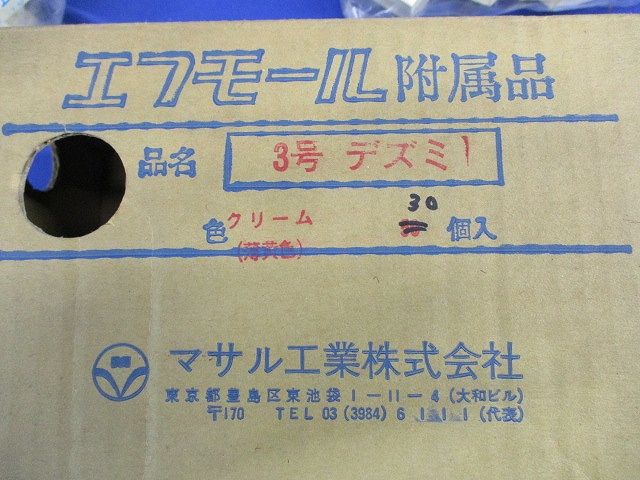 エフモール附属品
品名 3号 デズミ
色 クリーム 30 個入
(薄黄色)
マサル工業株式会社
東京都豊島区東池袋1-11-4(大和ビル)
〒170 TEL 03(3984)6111(代表)